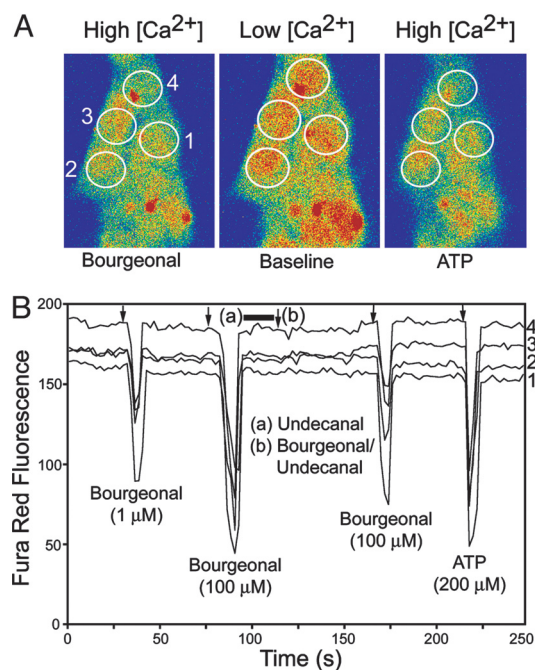 A
High [Ca2+] Low [Ca2+] High [Ca2+]
4
3
1
2
Bourgeonal Baseline ATP
B
200
150
100
50
0
Fura Red Fluorescence
(a) (b)
4
3
2
1
(a) Undecanal
(b) Bourgeonal/
Undecanal
Bourgeonal
(1 μM)
Bourgeonal
(100 μM)
Bourgeonal
(100 μM)
ATP
(200 μM)
0 50 100 150 200 250
Time (s)